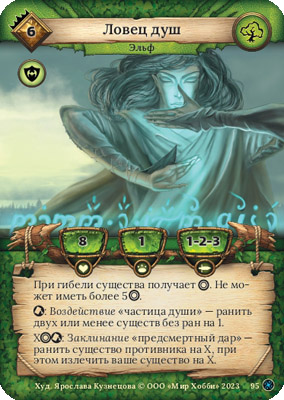 6
Ловец душ
Эльф
8 1 1-2-3
При гибели существа получает . Не мо-
жет иметь более 5.
: Воздействие «частица души» — ранить
двух или менее существ без ран на 1.
X: Заклинание «предсмертный дар» —
ранить существо противника на X, при
этом излечить ваше существо на X.
Худ. Ярослава Кузнецова © ООО «Мир Хобби» 2023 95